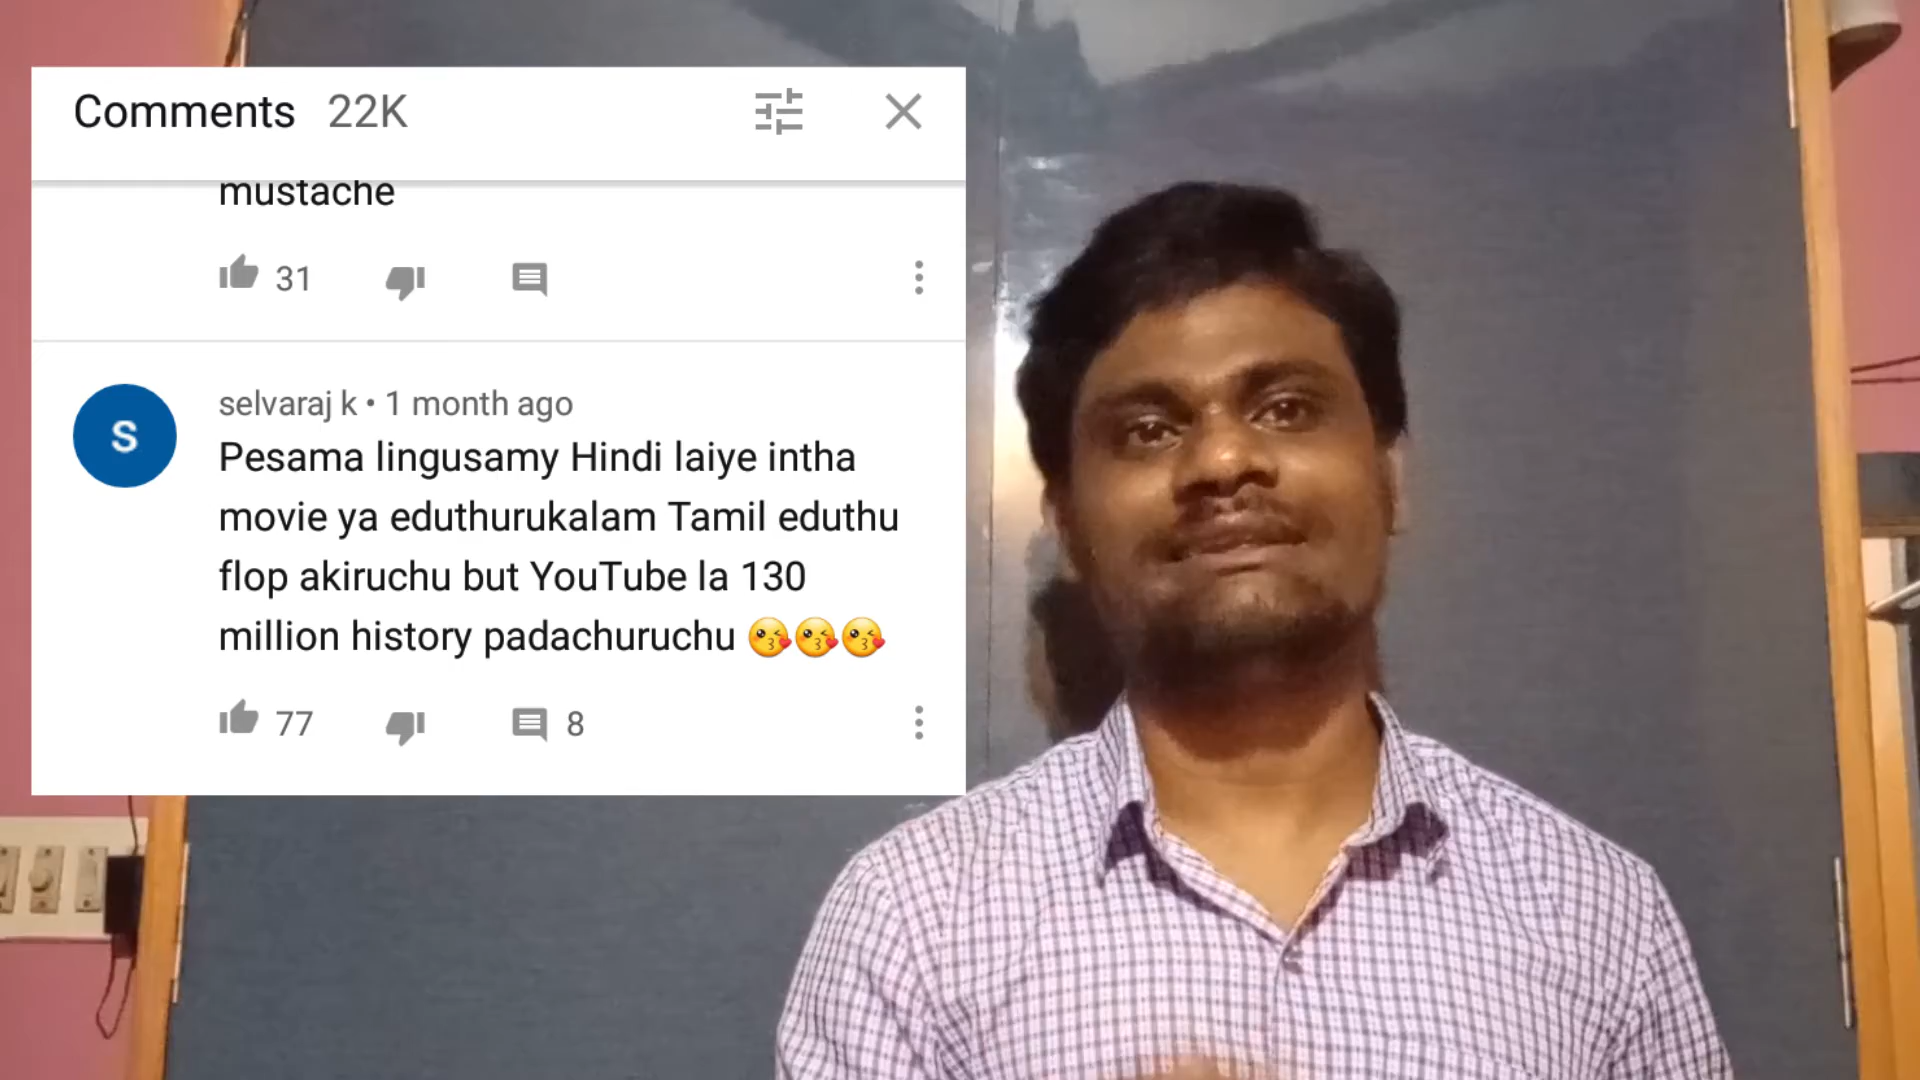 Comments 22K
mustache
31
S
selvaraj k • 1 month ago
Pesama lingusamy Hindi laiye intha
movie ya eduthurukalam Tamil eduthu
flop akiruchu but YouTube la 130
million history padachuruchu 😘😘😘
77 8